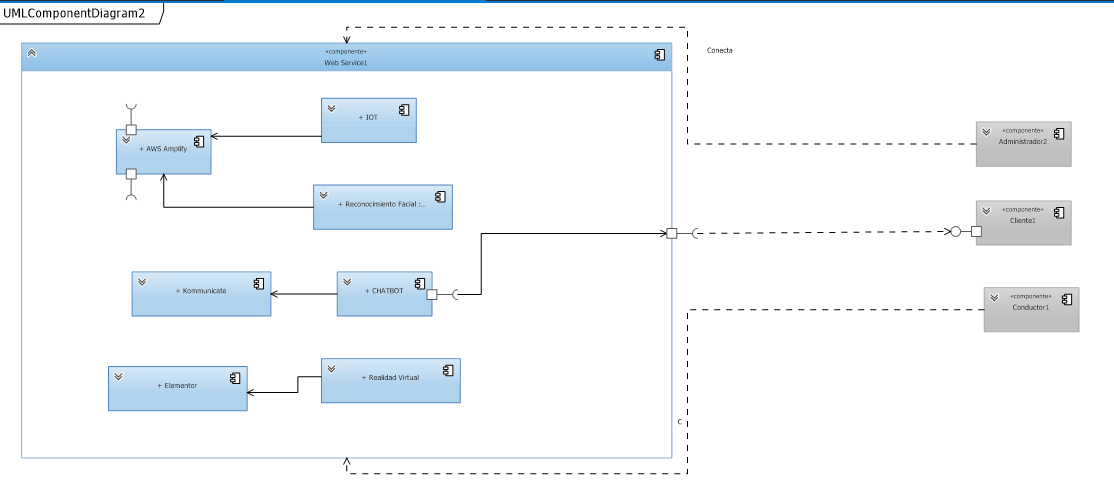 UMLComponentDiagram2
«componente»
Web Service1
Conecta
+ IOT
«componente»
Administrador2
+ AWS Amplify
+ Reconocimiento Facial :...
«componente»
Cliente1
+ Kommunicate
+ CHATBOT
«componente»
Conductor1
+ Elementor
+ Realidad Virtual
C